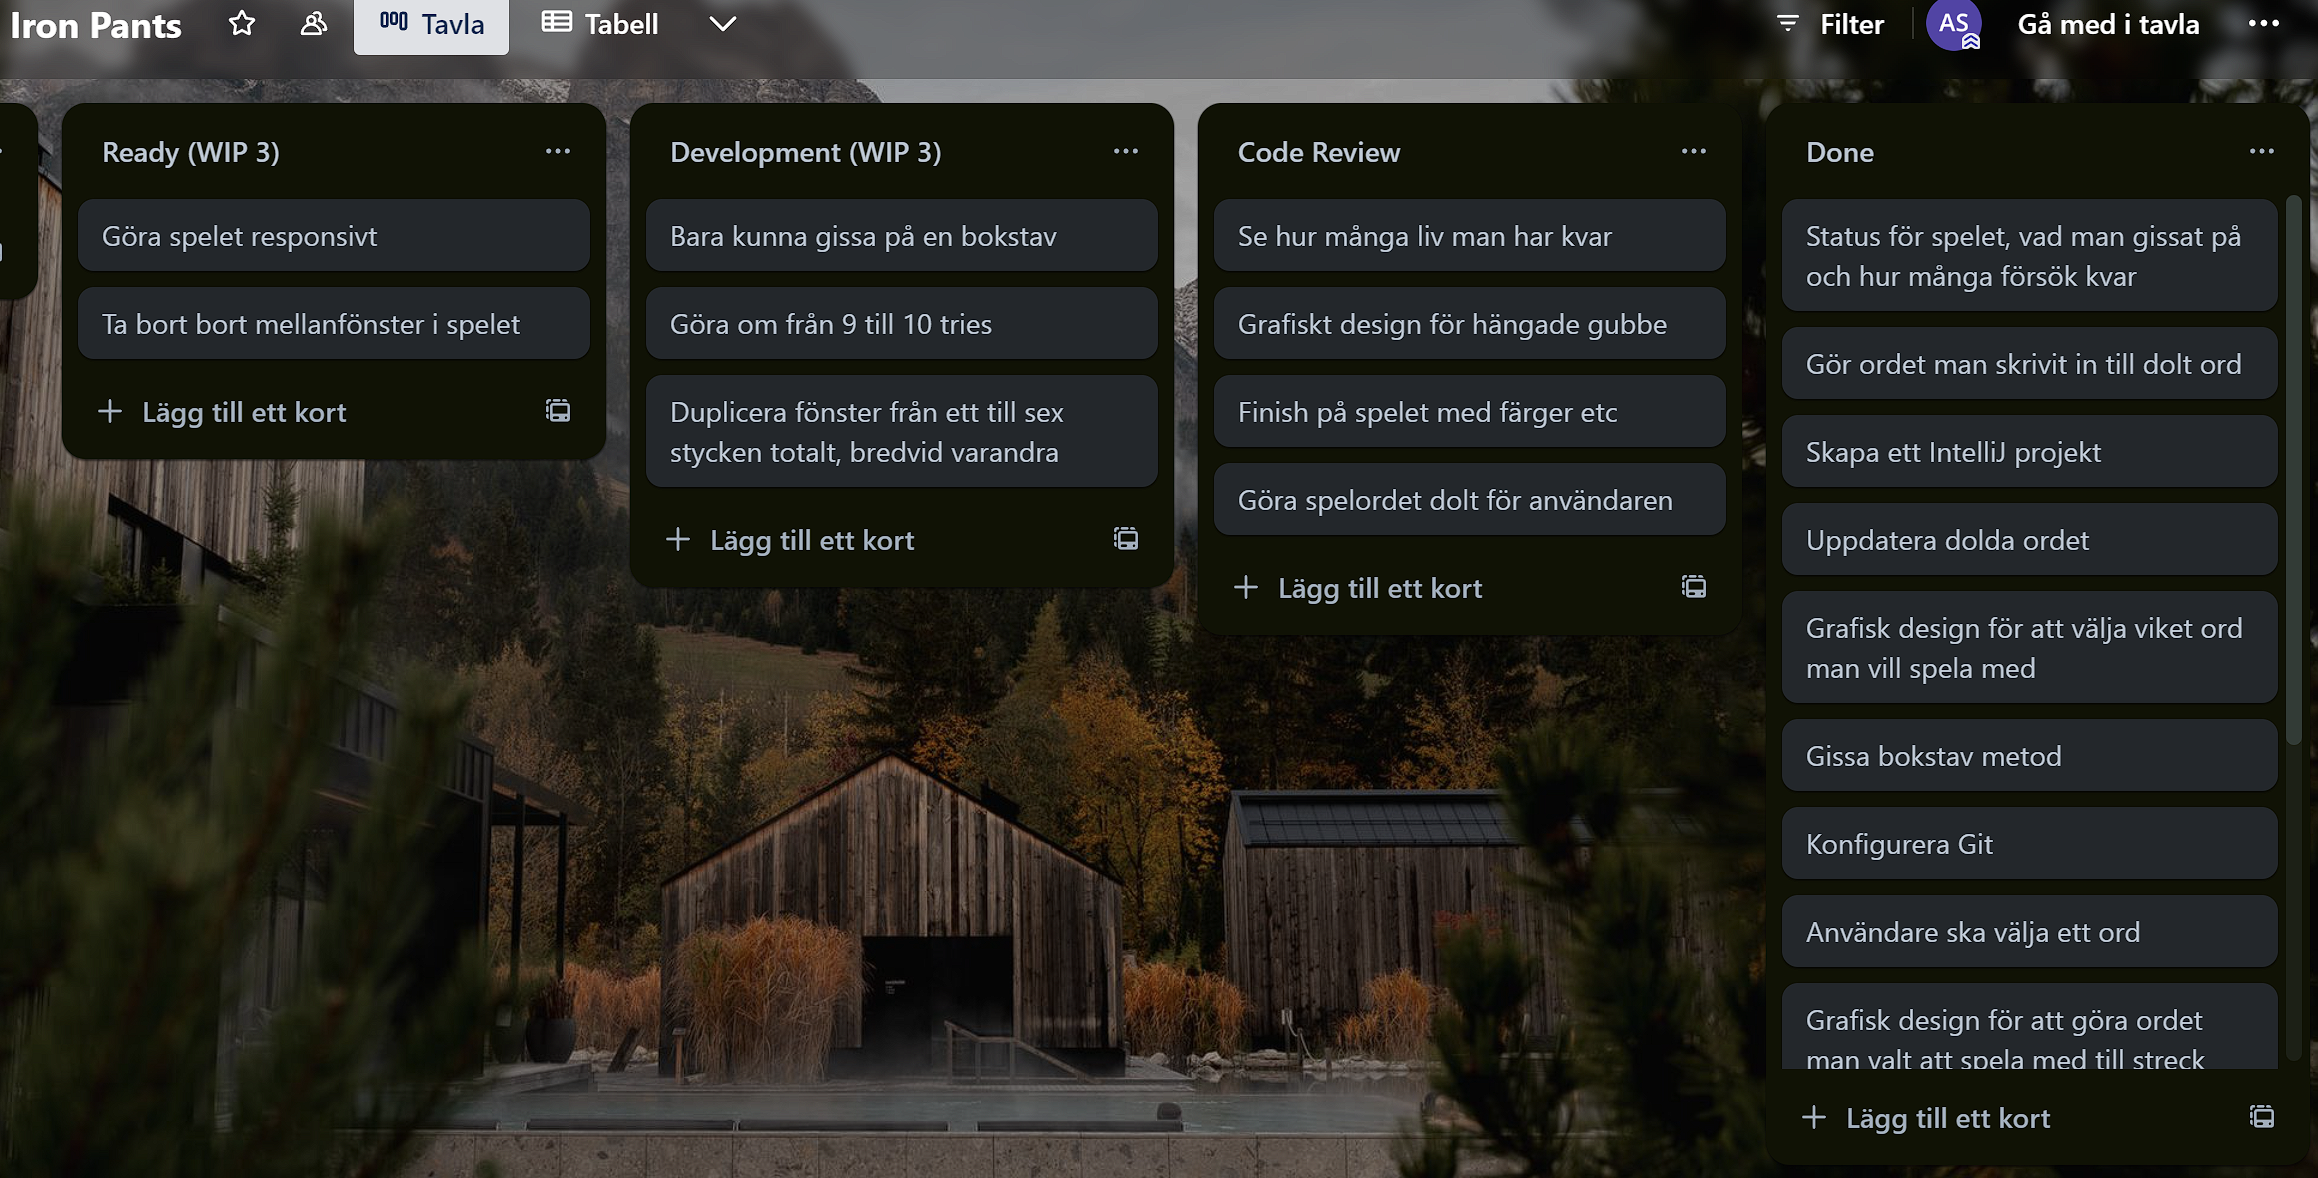 Iron Pants
Tavla
Tabell
Filter
AS
Gå med i tavla
Ready (WIP 3)
Göra spelet responsivt
Ta bort bort mellanfönster i spelet
Lägg till ett kort
Development (WIP 3)
Bara kunna gissa på en bokstav
Göra om från 9 till 10 tries
Duplicera fönster från ett till sex
stycken totalt, bredvid varandra
Lägg till ett kort
Code Review
Se hur många liv man har kvar
Grafiskt design för hängade gubbe
Finish på spelet med färger etc
Göra spelordet dolt för användaren
Lägg till ett kort
Done
Status för spelet, vad man gissat på
och hur många försök kvar
Gör ordet man skrivit in till dolt ord
Skapa ett IntelliJ projekt
Uppdatera dolda ordet
Grafisk design för att välja viket ord
man vill spela med
Gissa bokstav metod
Konfigurera Git
Användare ska välja ett ord
Grafisk design för att göra ordet
man valt att spela med till streck
Lägg till ett kort